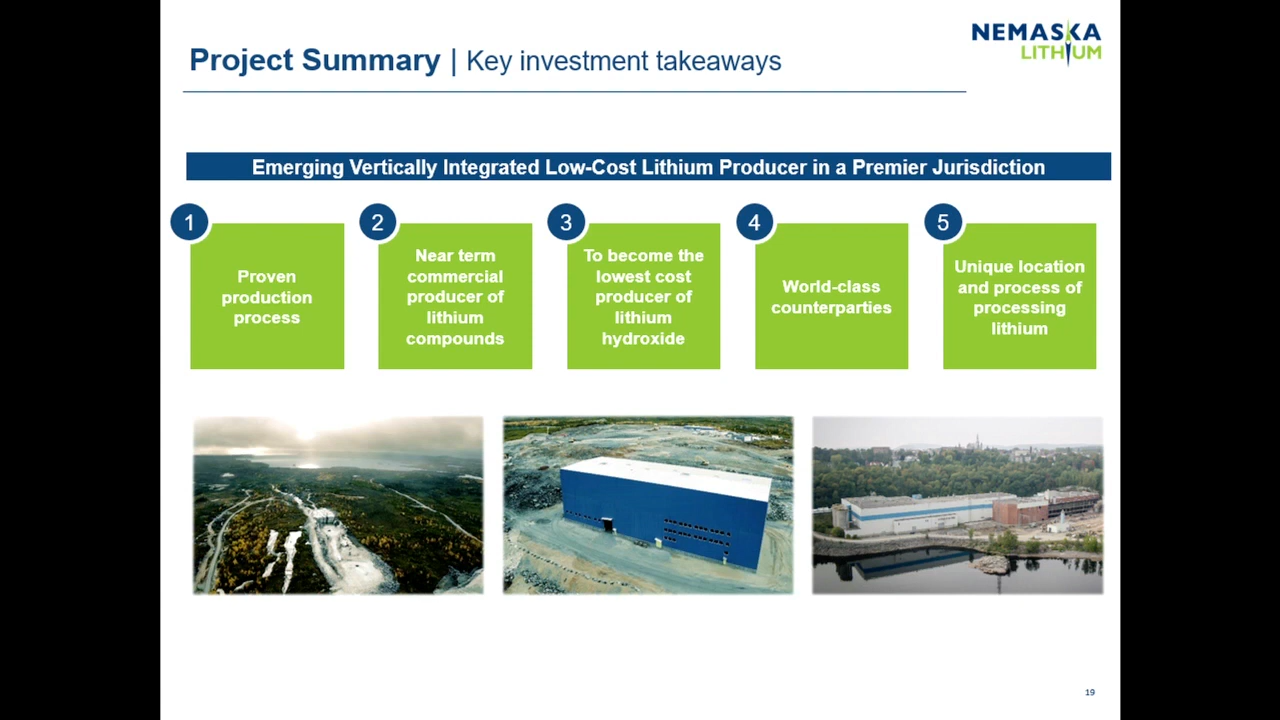 Project Summary | Key investment takeaways
NEMASKA
LITHIUM
Emerging Vertically Integrated Low-Cost Lithium Producer in a Premier Jurisdiction
1
Proven
production
process
2
Near term
commercial
producer of
lithium
compounds
3
To become the
lowest cost
producer of
lithium
hydroxide
4
World-class
counterparties
5
Unique location
and process of
processing
lithium
19